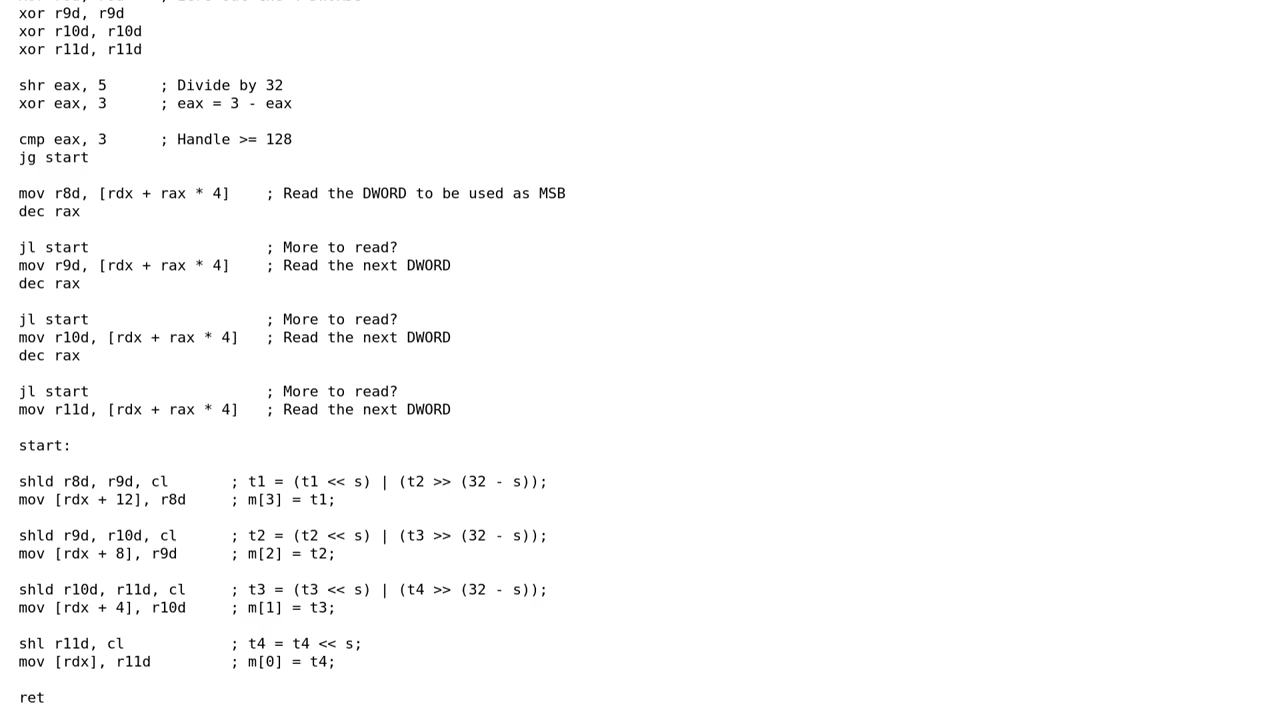 xor r9d, r9d
xor r10d, r10d
xor r11d, r11d
shr eax, 5 ; Divide by 32
xor eax, 3 ; eax = 3 - eax
cmp eax, 3 ; Handle >= 128
jg start
mov r8d, [rdx + rax * 4] ; Read the DWORD to be used as MSB
dec rax
jl start ; More to read?
mov r9d, [rdx + rax * 4] ; Read the next DWORD
dec rax
jl start ; More to read?
mov r10d, [rdx + rax * 4] ; Read the next DWORD
dec rax
jl start ; More to read?
mov r11d, [rdx + rax * 4] ; Read the next DWORD
start:
shld r8d, r9d, cl ; t1 = (t1 << s) | (t2 >> (32 - s));
mov [rdx + 12], r8d ; m[3] = t1;
shld r9d, r10d, cl ; t2 = (t2 << s) | (t3 >> (32 - s));
mov [rdx + 8], r9d ; m[2] = t2;
shld r10d, r11d, cl ; t3 = (t3 << s) | (t4 >> (32 - s));
mov [rdx + 4], r10d ; m[1] = t3;
shl r11d, cl ; t4 = t4 << s;
mov [rdx], r11d ; m[0] = t4;
ret